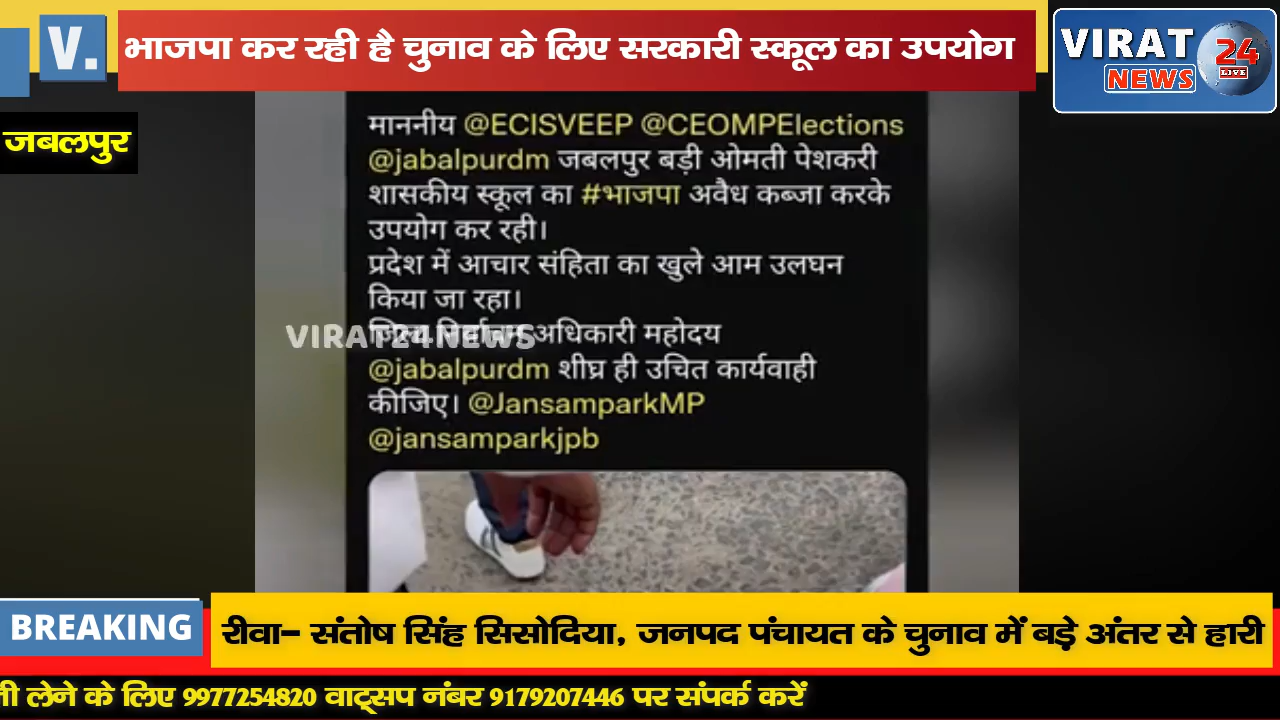 V.
भाजपा कर रही है चुनाव के लिए सरकारी स्कूल का उपयोग
VIRAT 24
NEWS LIVE
जबलपुर
माननीय @ECISVEEP @CEOMPElections
@jabalpurdm जबलपुर बड़ी ओमती पेशकरी
शासकीय स्कूल का #भाजपा अवैध कब्जा करके
उपयोग कर रही।
प्रदेश में आचार संहिता का खुले आम उलघन
किया जा रहा।
जिला निर्वाचन अधिकारी महोदय
VIRAT24NEWS
@jabalpurdm शीघ्र ही उचित कार्यवाही
कीजिए। @JansamparkMP
@jansamparkjpb
BREAKING
रीवा- संतोष सिंह सिसोदिया, जनपद पंचायत के चुनाव में बड़े अंतर से हारी
लेने के लिए 9977254820 वाट्सप नंबर 9179207446 पर संपर्क करें